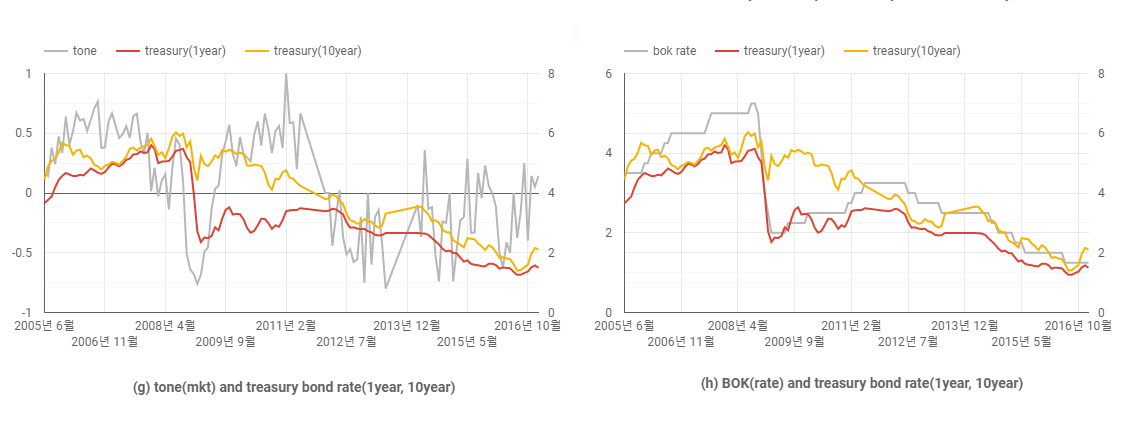 tone treasury(1year) treasury(10year)
1
0.5
0
-0.5
-1
8
6
4
2
0
2005년 6월 2008년 4월 2011년 2월 2013년 12월 2016년 10월
2006년 11월 2009년 9월 2012년 7월 2015년 5월
(g) tone(mkt) and treasury bond rate(1year, 10year)
bok rate treasury(1year) treasury(10year)
6
4
2
0
8
6
4
2
0
2005년 6월 2008년 4월 2011년 2월 2013년 12월 2016년 10월
2006년 11월 2009년 9월 2012년 7월 2015년 5월
(h) BOK(rate) and treasury bond rate(1year, 10year)